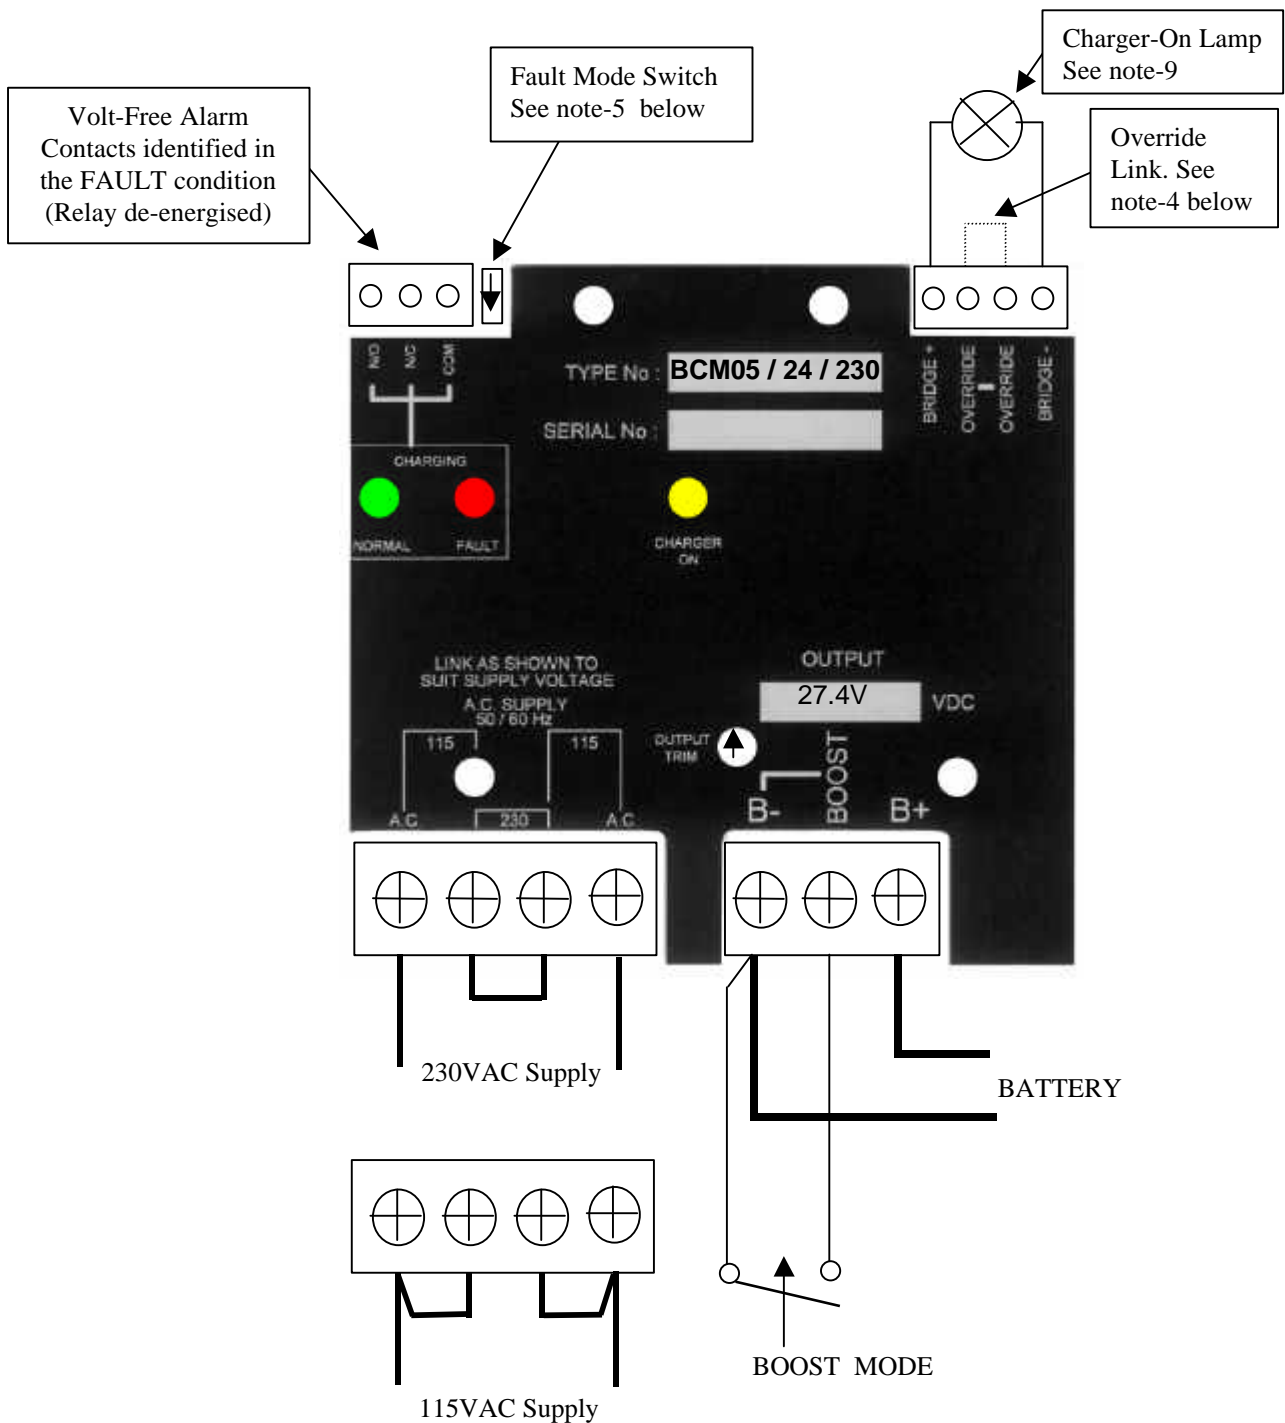 Charger-On Lamp
See note-9
Fault Mode Switch
See note-5 below
Volt-Free Alarm
Contacts identified in
the FAULT condition
(Relay de-energised)
Override
Link. See
note-4 below
N/O
N/C
COM
TYPE No :
BCM05 / 24 / 230
SERIAL No :
BRIDGE +
OVERRIDE
OVERRIDE
BRIDGE -
CHARGING
NORMAL
FAULT
CHARGER
ON
LINK AS SHOWN TO
SUIT SUPPLY VOLTAGE
A.C. SUPPLY
50 / 60 Hz
115
115
A.C.
230
A.C.
OUTPUT
27.4V
VDC
OUTPUT
TRIM
B-
BOOST
B+
230VAC Supply
BATTERY
BOOST MODE
115VAC Supply